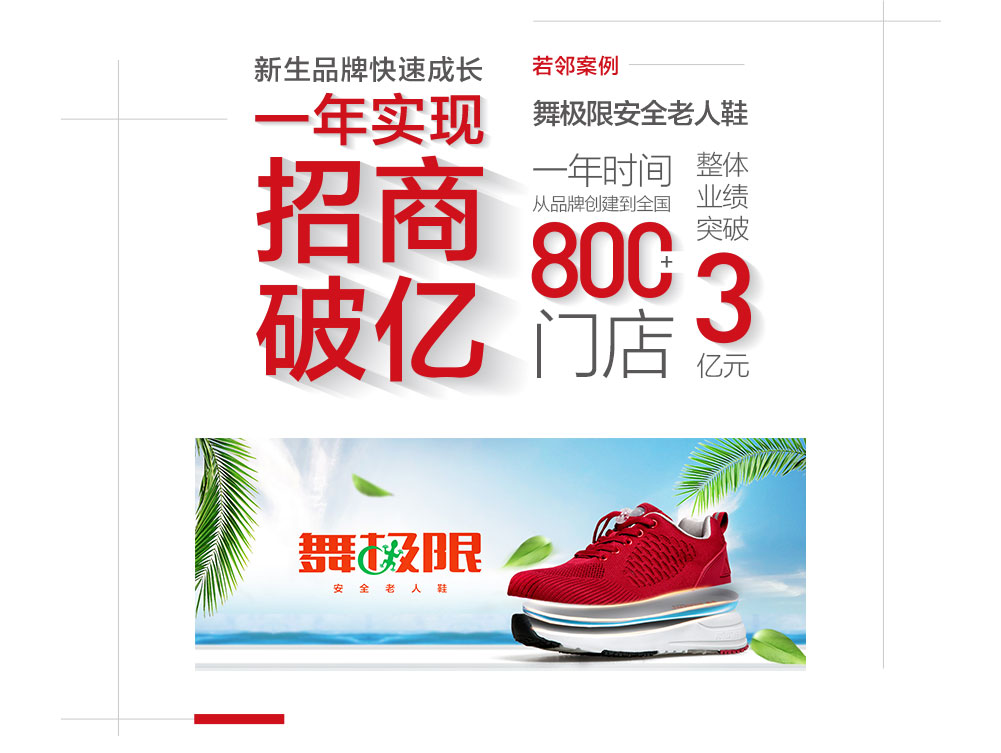 新生品牌快速成长
一年实现
招商
破亿
若邻案例
舞极限安全老人鞋
一年时间
从品牌创建到全国
800+
门店
整体
业绩
突破
3
亿元
舞极限
安全老人鞋